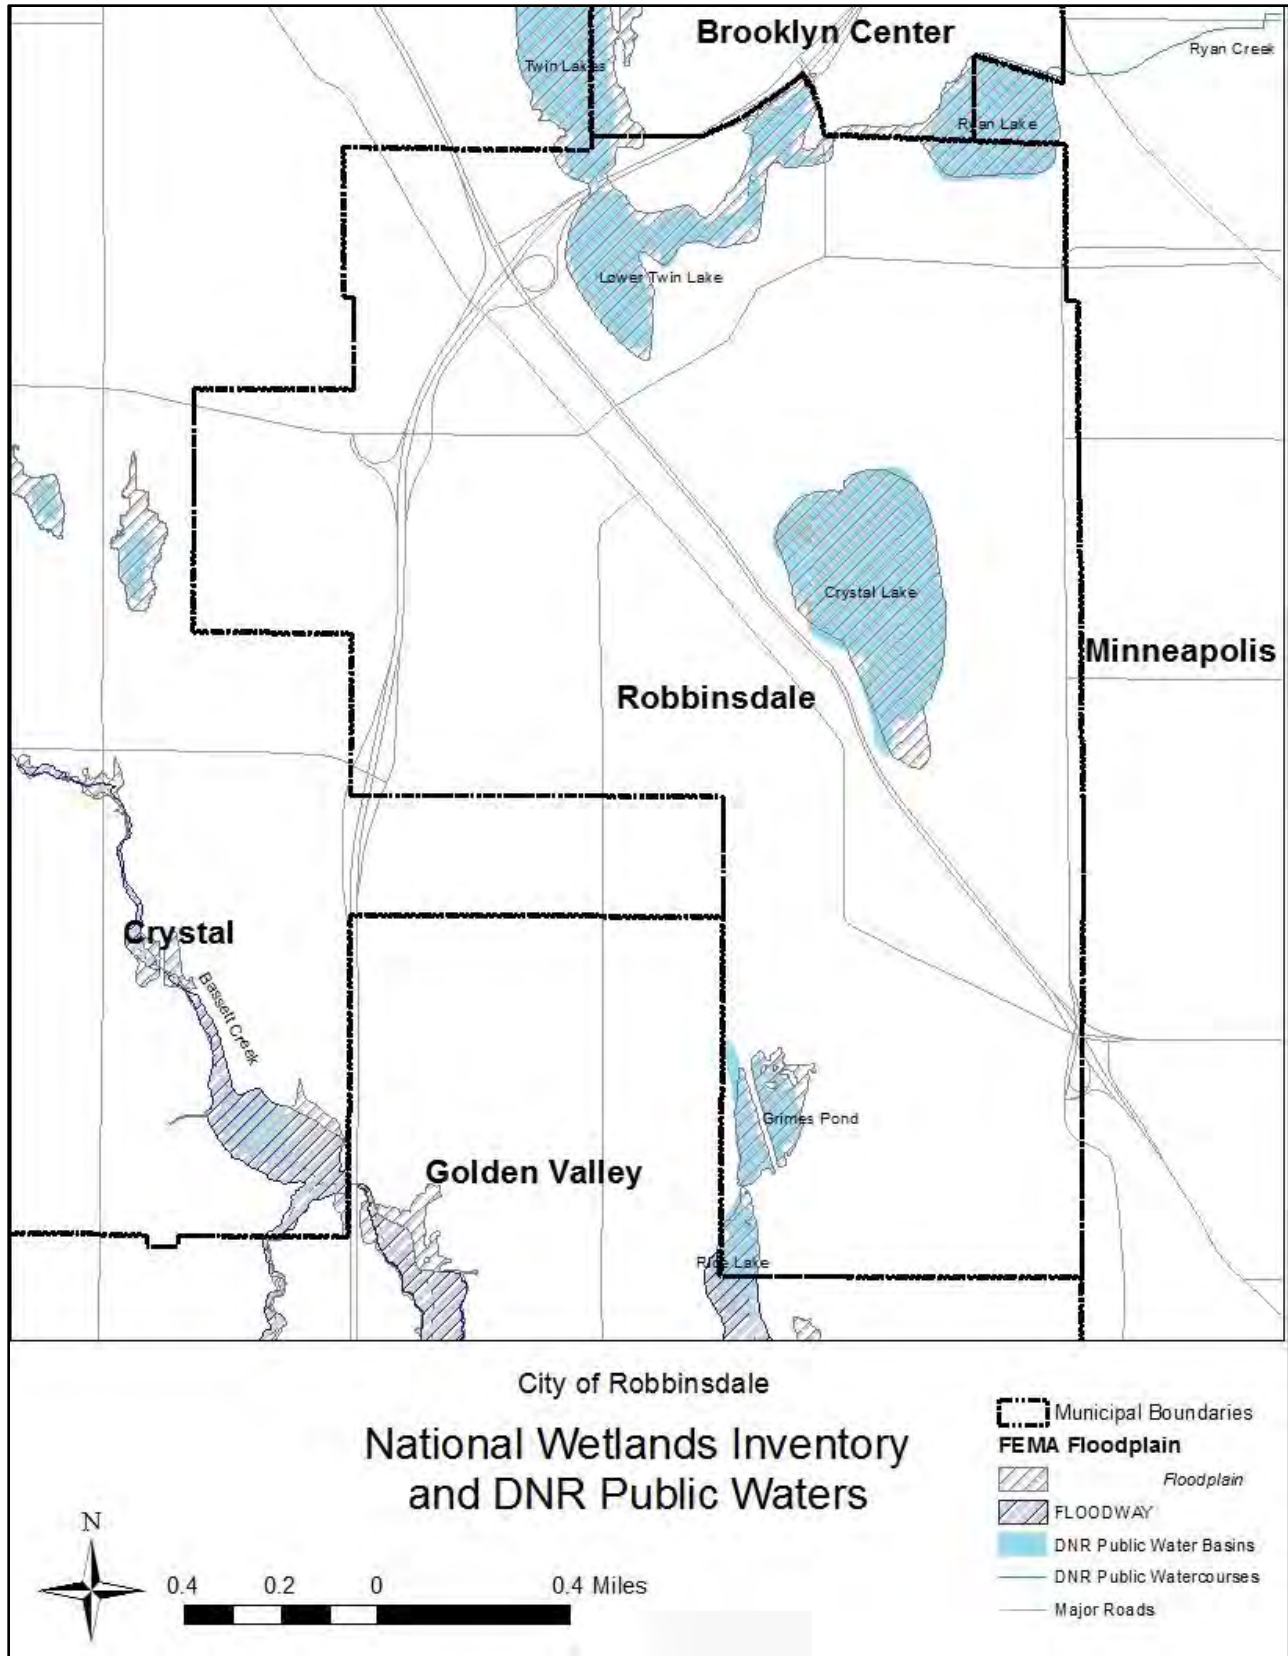 Brooklyn Center
Ryan Creek
Twin Lakes
Ryan Lake
Lower Twin Lake
Crystal Lake
Minneapolis
Robbinsdale
Crystal
Bassett Creek
Grimes Pond
Golden Valley
Rice Lake
City of Robbinsdale
National Wetlands Inventory
and DNR Public Waters
Municipal Boundaries
FEMA Floodplain
Floodplain
FLOODWAY
DNR Public Water Basins
DNR Public Watercourses
Major Roads
N
0.4 0.2 0 0.4 Miles